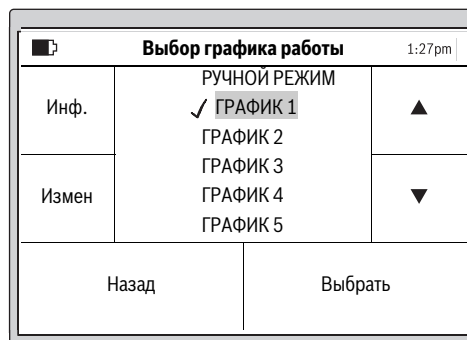 Выбор графика работы
1:27pm
РУЧНОЙ РЕЖИМ
Инф.
ГРАФИК 1
ГРАФИК 2
ГРАФИК 3
Измен
ГРАФИК 4
ГРАФИК 5
Назад
Выбрать